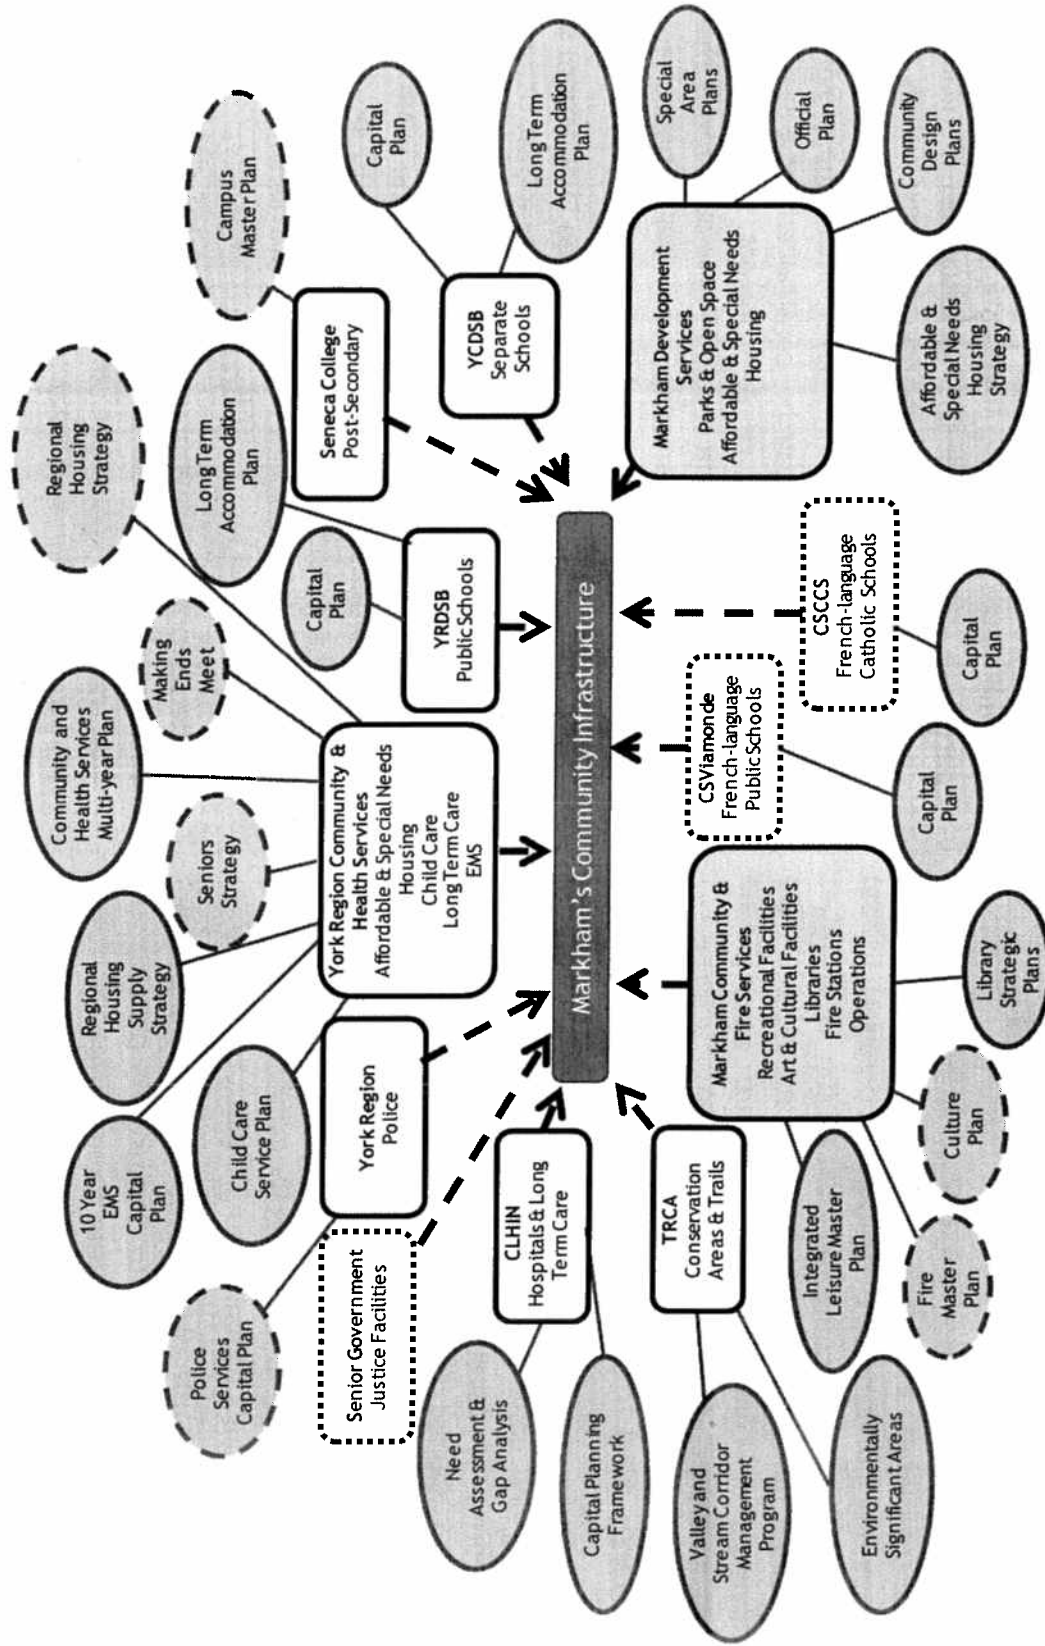 Police
Services
Capital Plan
10 Year
EMS
Capital
Plan
Regional
Housing
Supply
Strategy
Community and
Health Services
Multi-year Plan
Regional
Housing
Strategy
Campus
Master Plan
Child Care
Service Plan
Seniors
Strategy
Making
Ends
Meet
Long Term
Accommodation
Plan
Capital
Plan
Senior Government
Justice Facilities
York Region
Police
York Region Community &
Health Services
Affordable & Special Needs
Housing
Child Care
Long Term Care
EMS
Capital
Plan
YRDSB
Public Schools
Seneca College
Post-Secondary
YCDSB
Separate
Schools
Long Term
Accommodation
Plan
Need
Assessment &
Gap Analysis
CLHIN
Hospitals & Long
Term Care
Capital Planning
Framework
Markham's Community Infrastructure
Valley and
Stream Corridor
Management
Program
TRCA
Conservation
Areas & Trails
Markham Community &
Fire Services
Recreational Facilities
Art & Cultural Facilities
Libraries
Fire Stations
Operations
CSViamonde
French-language
Public Schools
CSCCS
French-language
Catholic Schools
Markham Development
Services
Parks & Open Space
Affordable & Special Needs
Housing
Special
Area
Plans
Official
Plan
Environmentally
Significant Areas
Integrated
Leisure Master
Plan
Fire
Master
Plan
Culture
Plan
Library
Strategic
Plans
Capital
Plan
Capital
Plan
Affordable &
Special Needs
Housing
Strategy
Community
Design
Plans